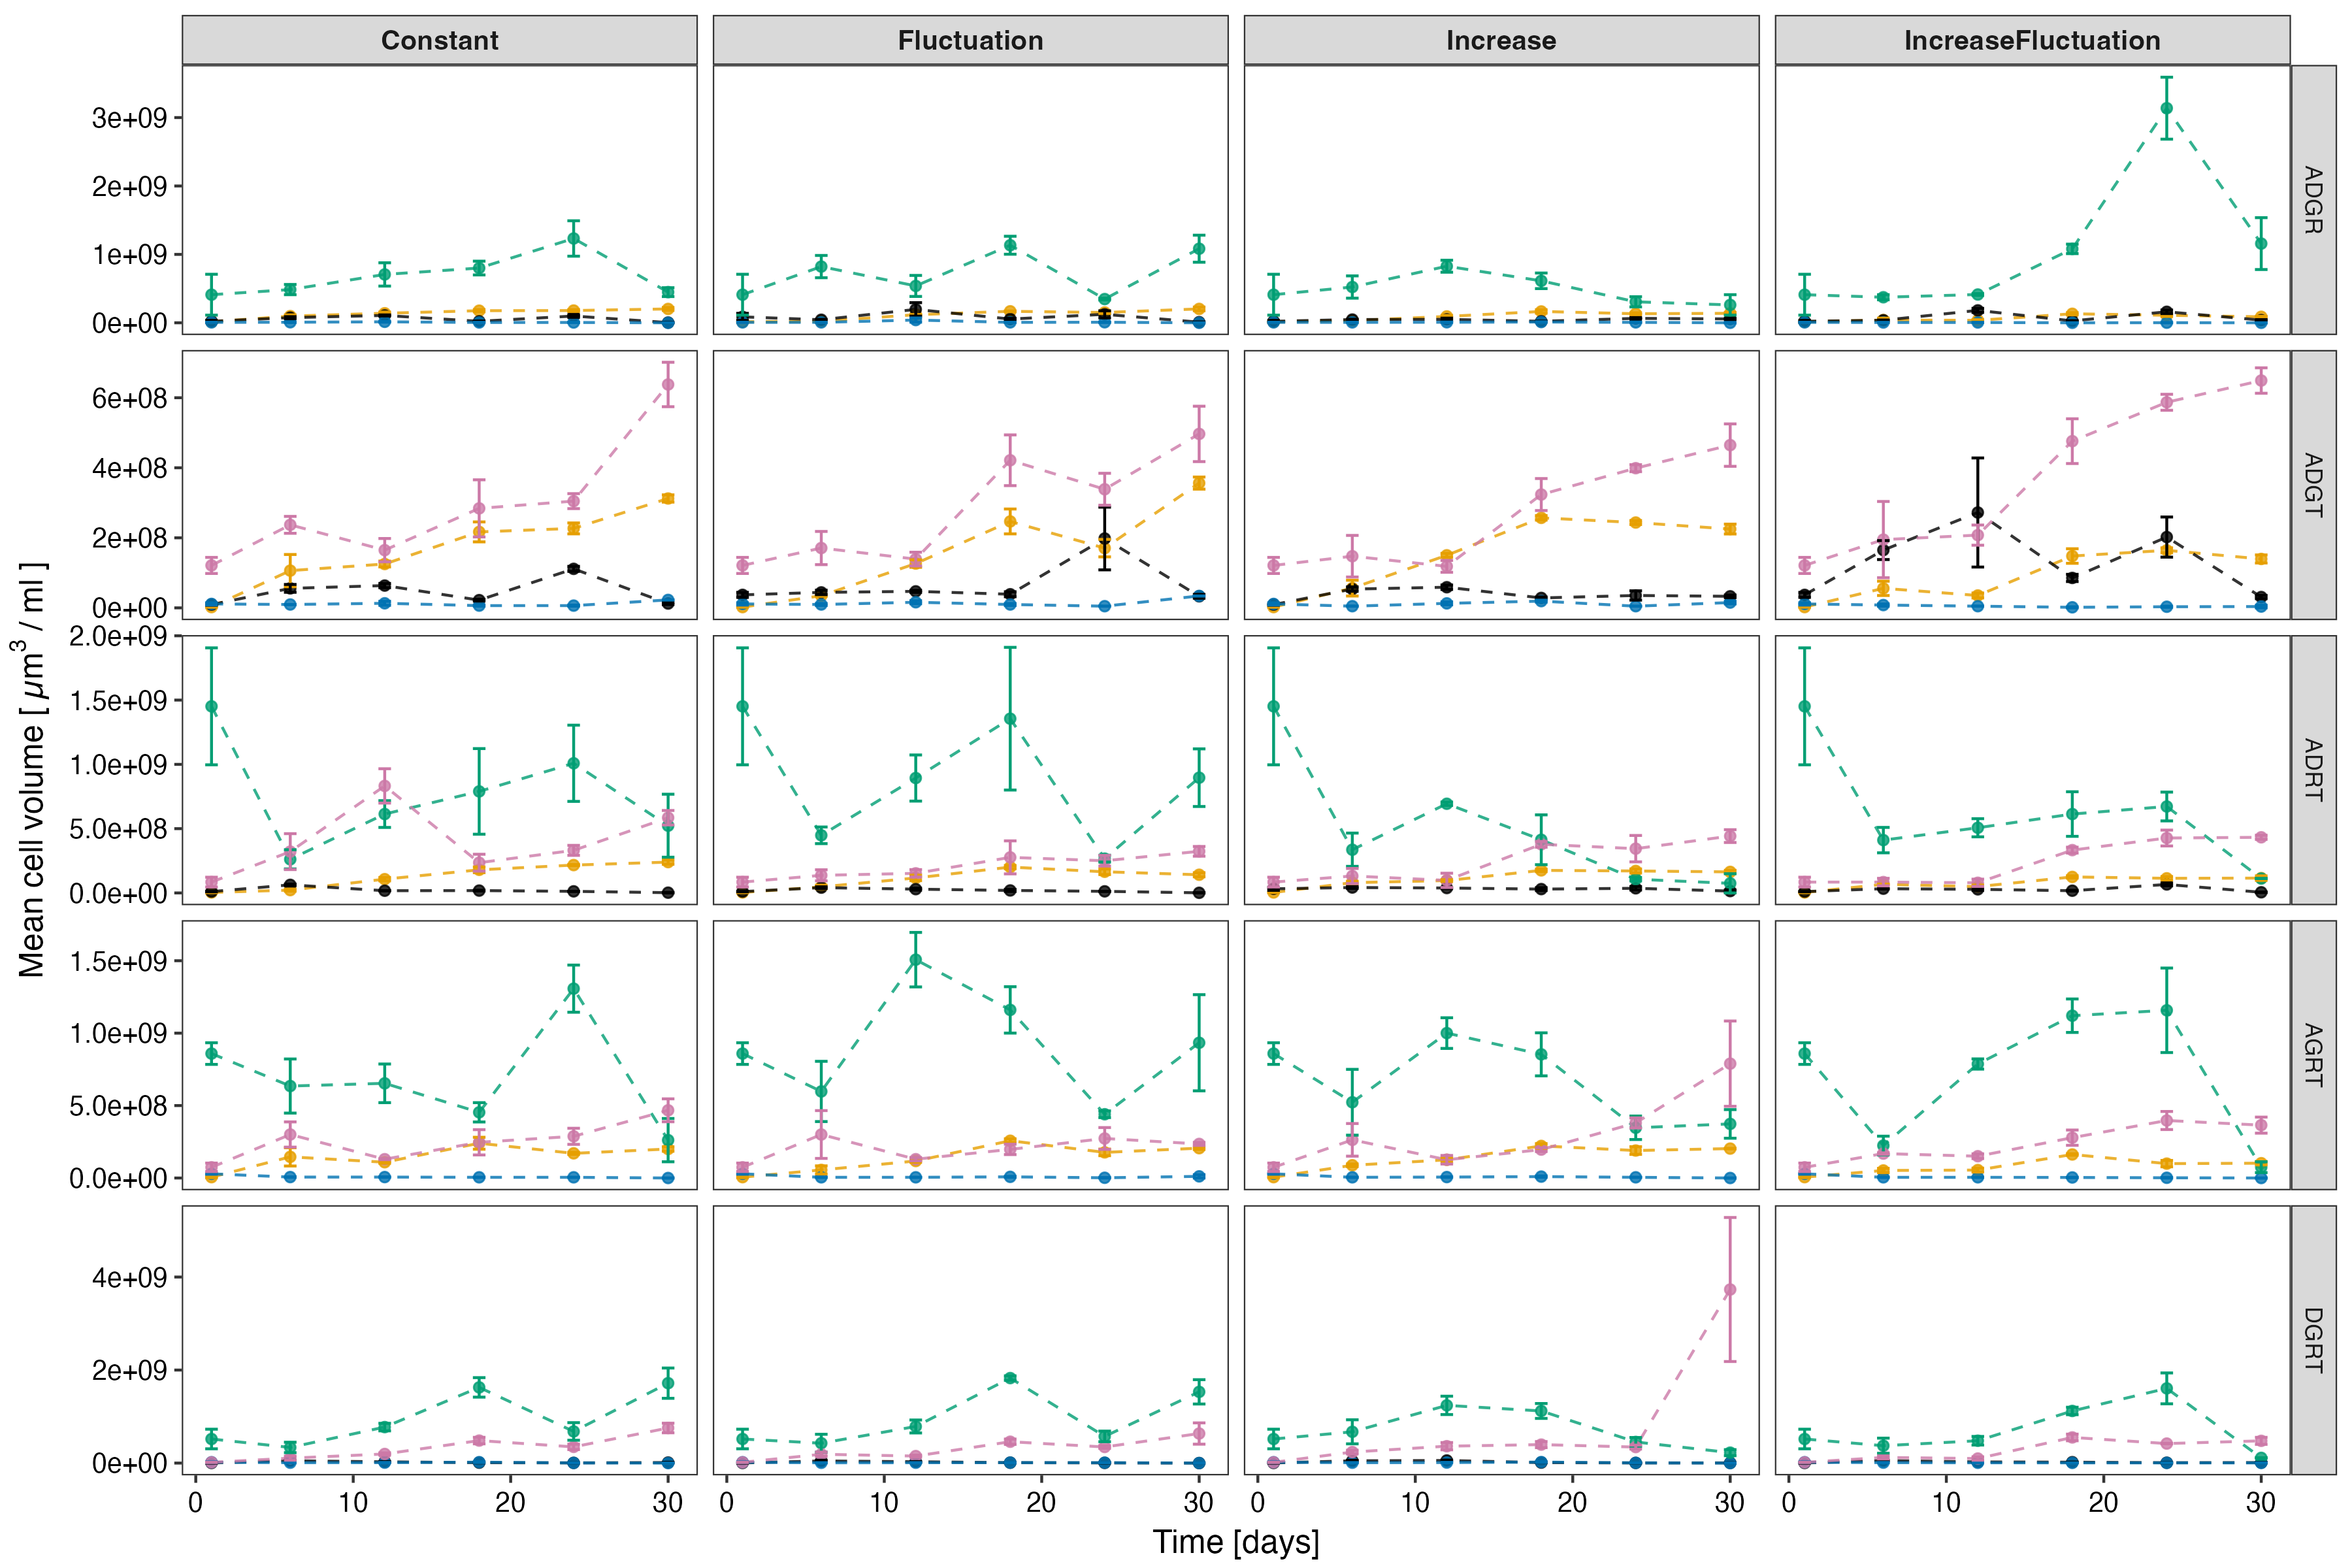 Constant Fluctuation Increase IncreaseFluctuation
3e+09
2e+09
1e+09
0e+00
ADGR
6e+08
4e+08
2e+08
0e+00
ADGT
2.0e+09
1.5e+09
1.0e+09
5.0e+08
0.0e+00
ADRT
1.5e+09
1.0e+09
5.0e+08
0.0e+00
AGRT
4e+09
2e+09
0e+00
DGRT
0 10 20 30 0 10 20 30 0 10 20 30 0 10 20 30
Time [days]
Mean cell volume [ μm³ / ml ]